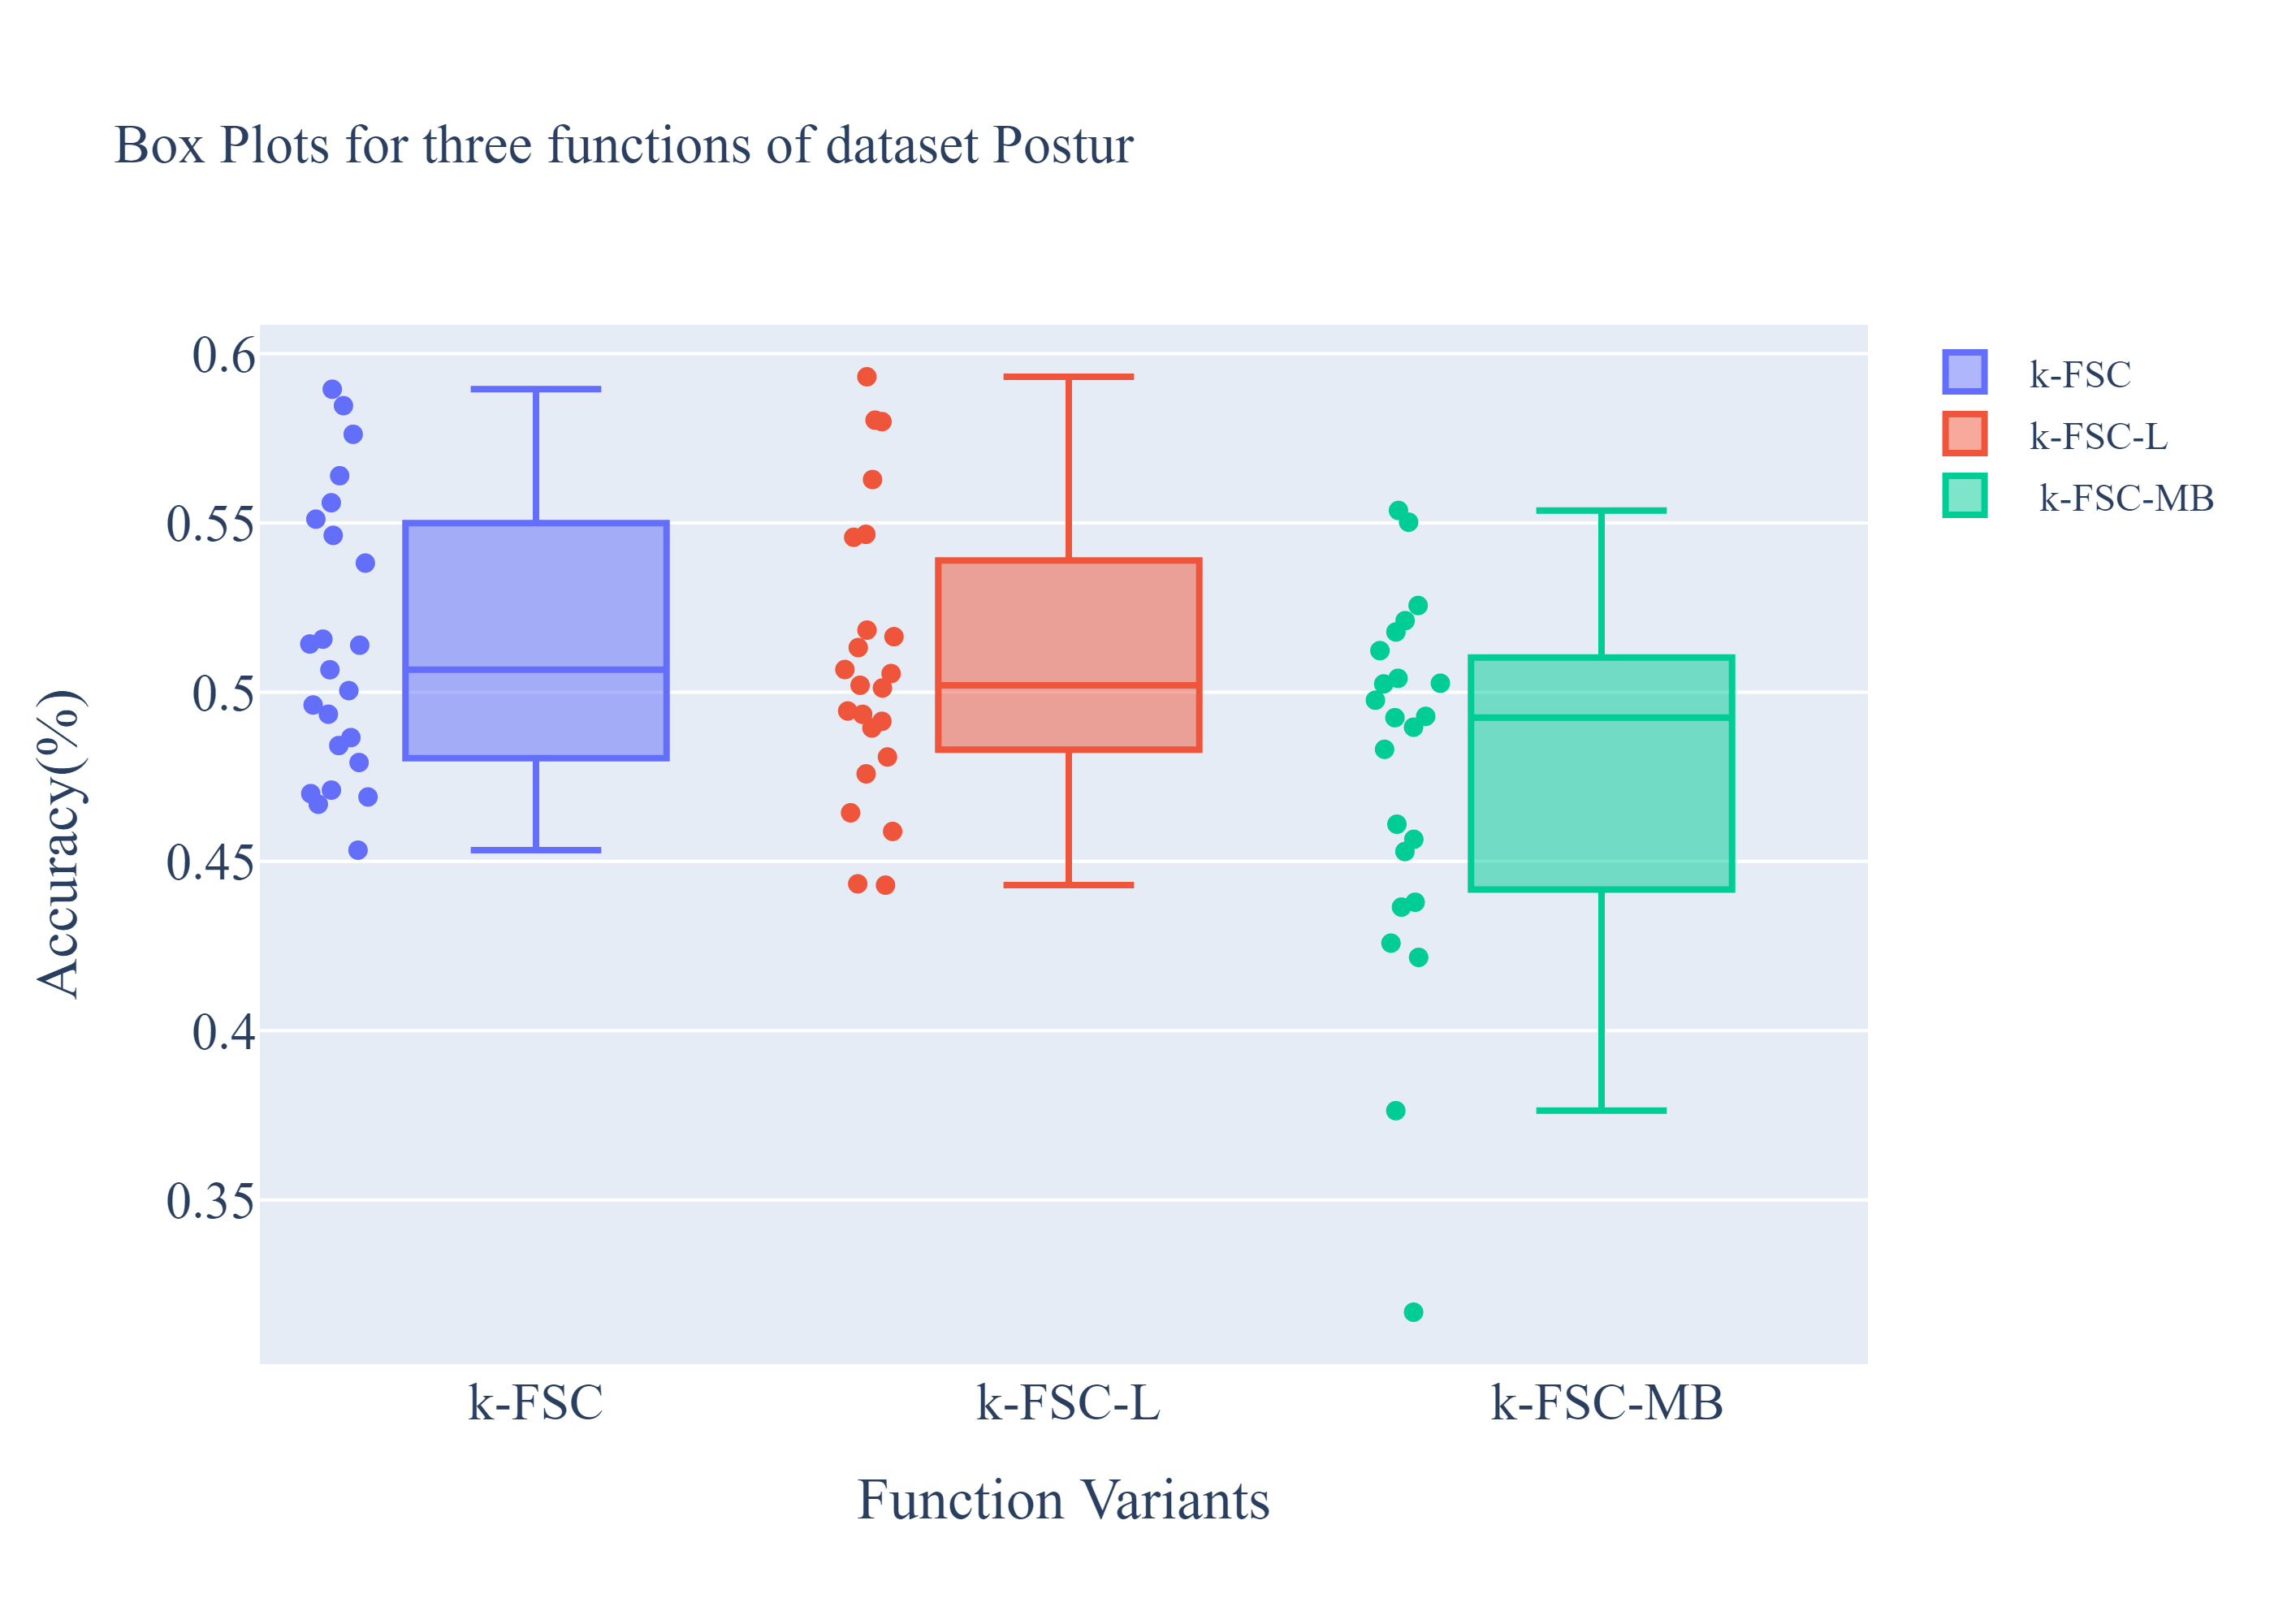 Box Plots for three functions of dataset Postur
k-FSC
k-FSC-L
k-FSC-MB
0.6
0.55
0.5
0.45
0.4
0.35
Accuracy(%)
k-FSC
k-FSC-L
k-FSC-MB
Function Variants